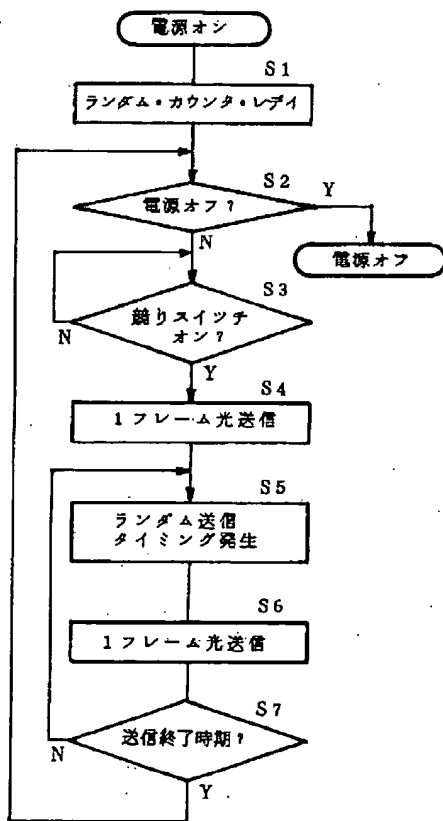 電源オン
S1
ランダム・カウンタ・レデイ
S2
電源オフ?
Y
N
電源オフ
S3
競りスイッチ
オン?
N
Y
S4
1フレーム光送信
S5
ランダム送信
タイミング発生
S6
1フレーム光送信
S7
送信終了時期?
N
Y